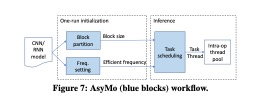 One-run initialization
Inference
CNN/
RNN
model
Block
partition
Block size
Freq.
setting
Efficient frequency
Task
scheduling
Task
Thread
Intra-op
thread
pool
Figure 7: AsyMo (blue blocks) workflow.